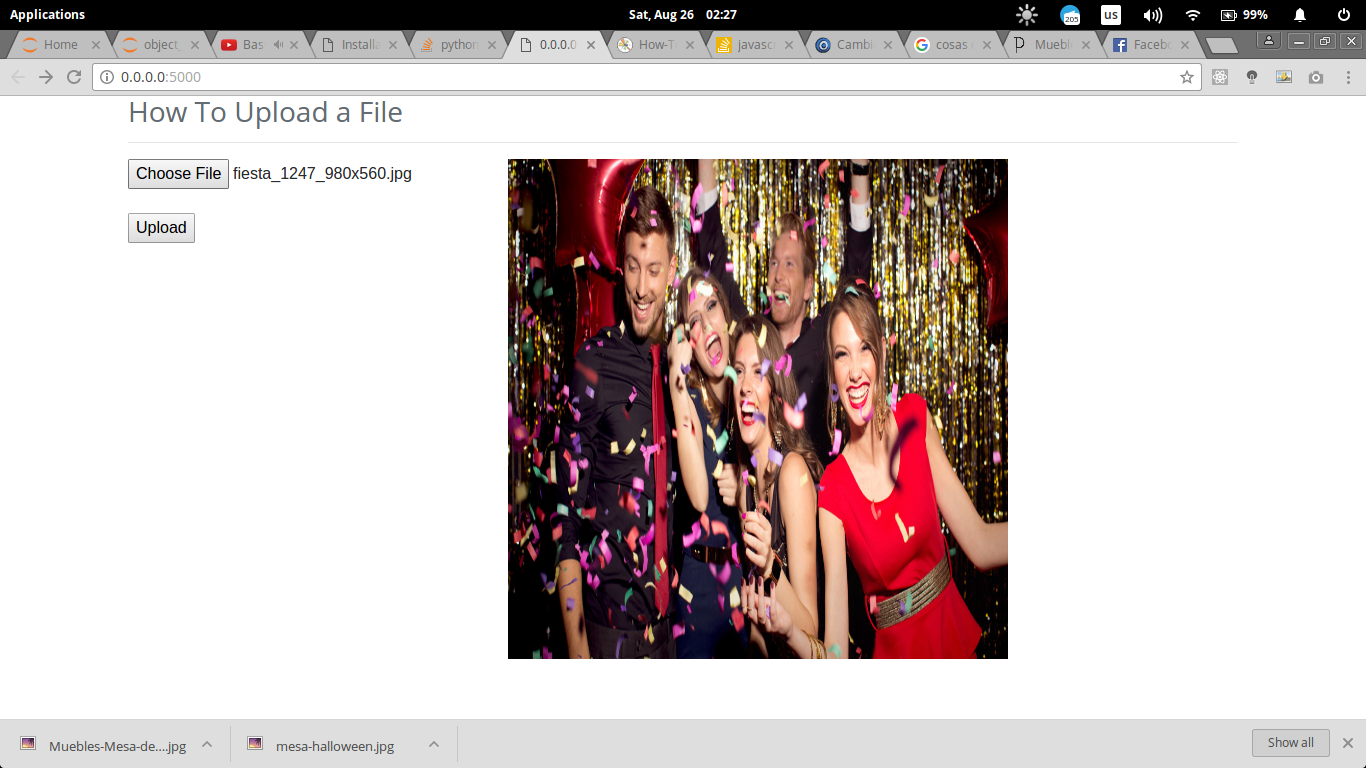 Applications
Sat, Aug 26 02:27
205
us
99%
Home
object_
Bas
Installa
python
0.0.0.0
How-T
javascr
Cambi
cosas
Muebl
Facebo
0.0.0.0:5000
How To Upload a File
Choose File fiesta_1247_980x560.jpg
Upload
Muebles-Mesa-de....jpg
mesa-halloween.jpg
Show all